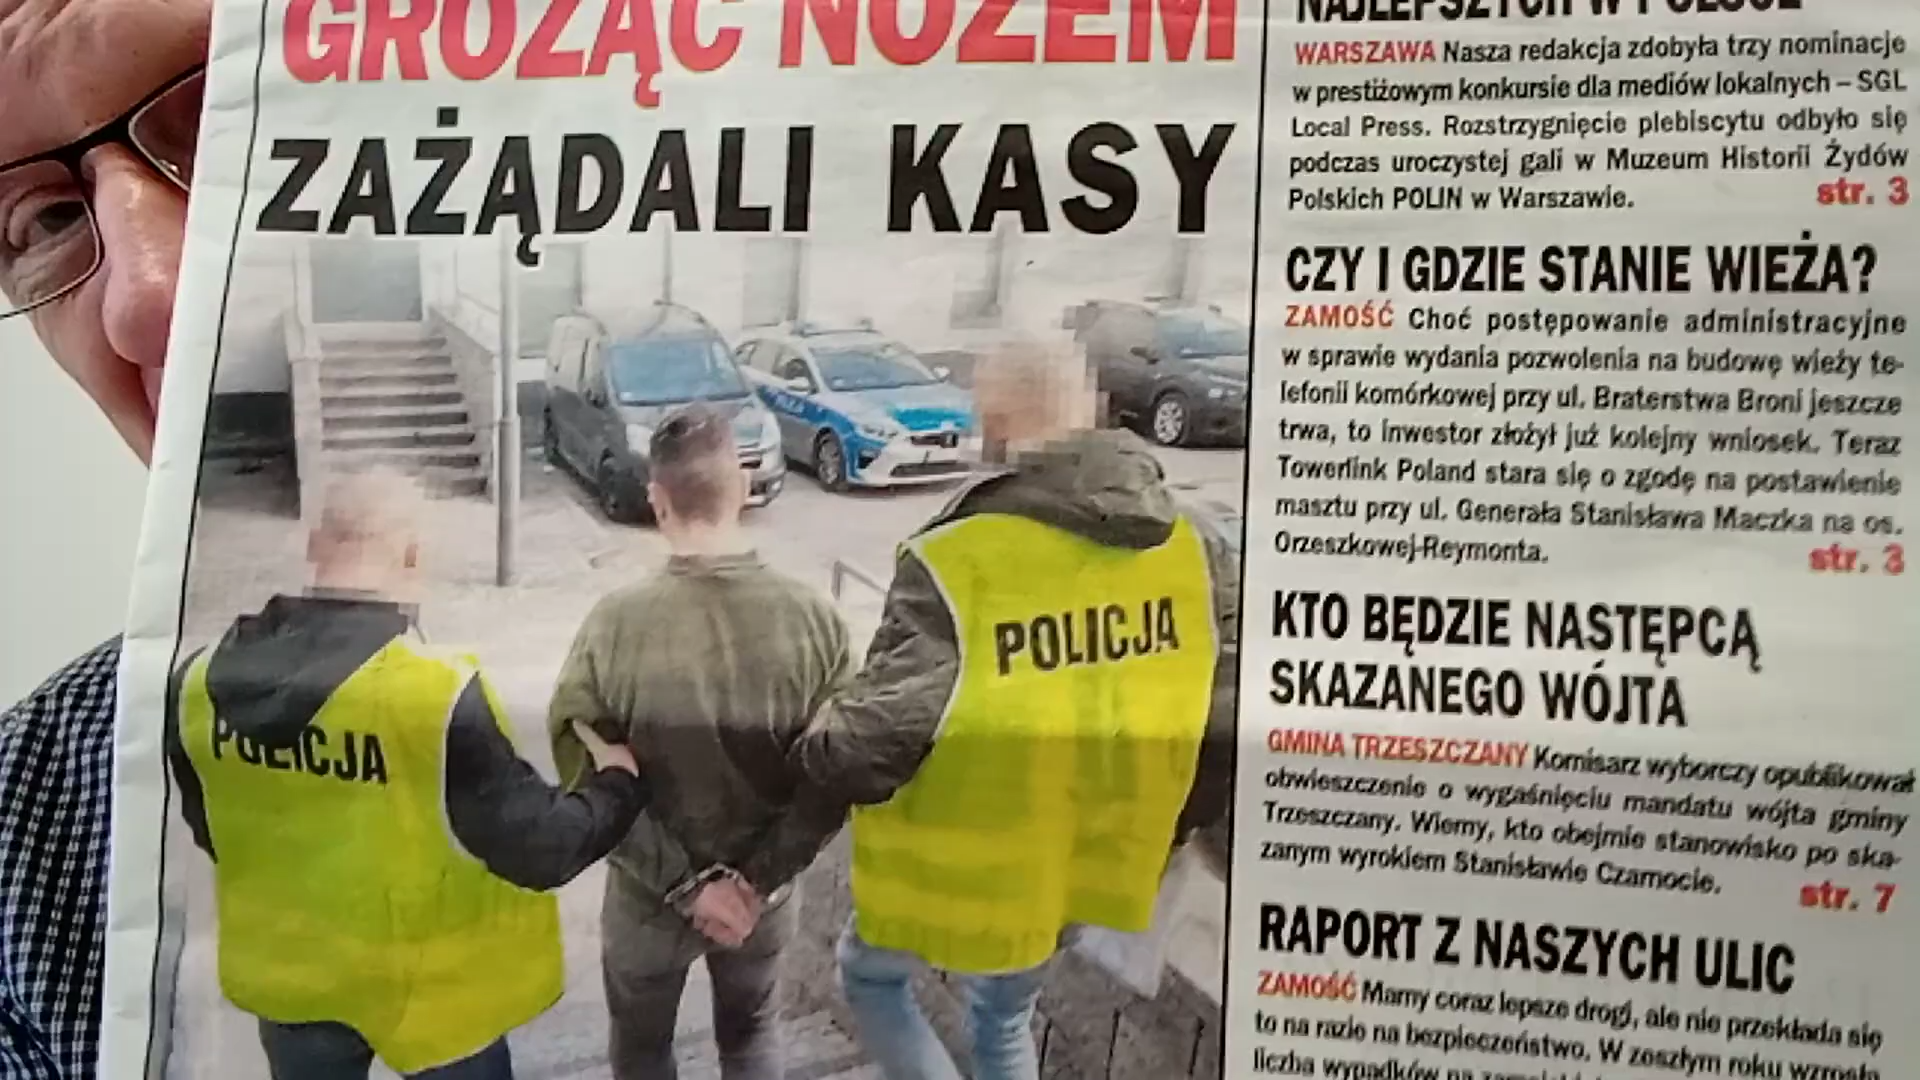 GROŻĄC NOŻEM
ZAŻĄDALI KASY
POLICJA
POLICJA
NAJLEPSZYCH W POLSCE
WARSZAWA Nasza redakcja zdobyła trzy nominacje
w prestiżowym konkursie dla mediów lokalnych – SGL
Local Press. Rozstrzygnięcie plebiscytu odbyło się
podczas uroczystej gali w Muzeum Historii Żydów
Polskich POLIN w Warszawie. str. 3
CZY I GDZIE STANIE WIEŻA?
ZAMOŚĆ Choć postępowanie administracyjne
w sprawie wydania pozwolenia na budowę wieży te-
lefonii komórkowej przy ul. Braterstwa Broni jeszcze
trwa, to inwestor złożył już kolejny wniosek. Teraz
Towerlink Poland stara się o zgodę na postawienie
masztu przy ul. Generała Stanisława Maczka na os.
Orzeszkowej-Reymonta. str. 3
KTO BĘDZIE NASTĘPCĄ
SKAZANEGO WÓJTA
GMINA TRZESZCZANY Komisarz wyborczy opublikował
obwieszczenie o wygaśnięciu mandatu wójta gminy
Trzeszczany. Wiemy, kto obejmie stanowisko po ska-
zanym wyrokiem Stanisławie Czarnocie. str. 7
RAPORT Z NASZYCH ULIC
ZAMOŚĆ Mamy coraz lepsze drogi, ale nie przekłada się
to na razie na bezpieczeństwo. W zeszłym roku wzrosła
liczba wypadków na